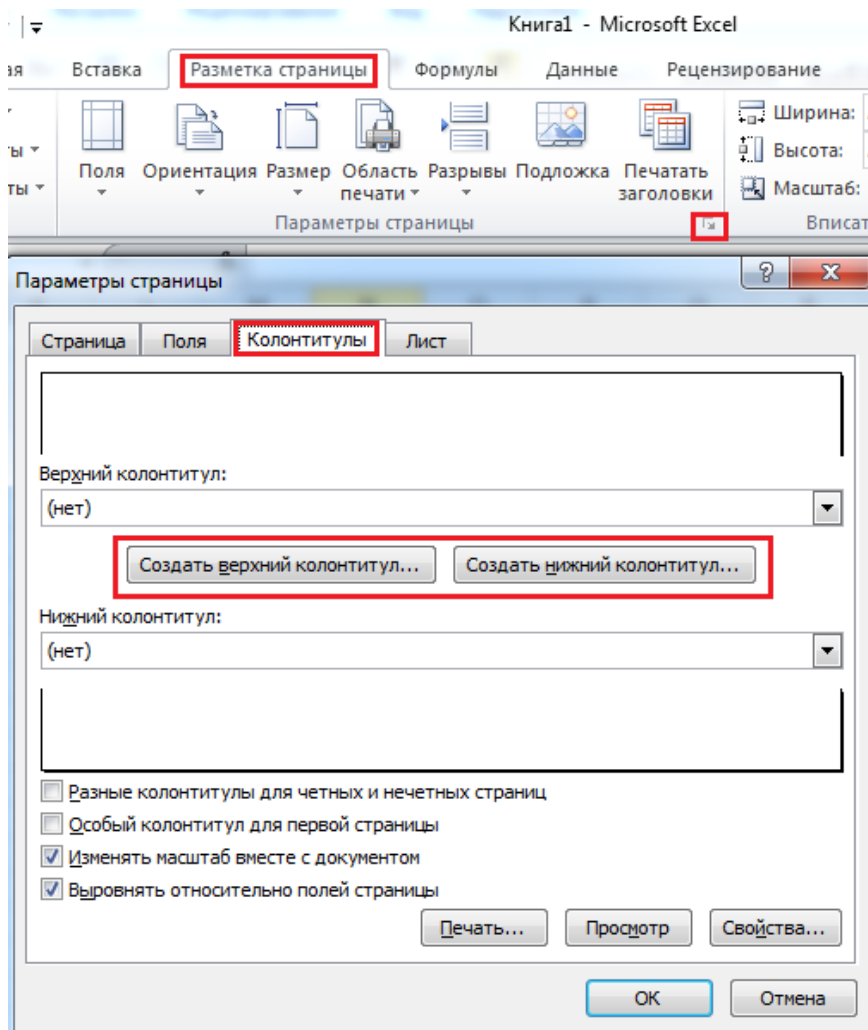 Книга1 - Microsoft Excel
ая Вставка Разметка страницы Формулы Данные Рецензирование
ы
ты
Поля Ориентация Размер Область печати Разрывы Подложка Печатать заголовки
Ширина:
Высота:
Масштаб:
Параметры страницы Вписат
Параметры страницы
Страница Поля Колонтитулы Лист
Верхний колонтитул:
(нет)
Создать верхний колонтитул... Создать нижний колонтитул...
Нижний колонтитул:
(нет)
Разные колонтитулы для четных и нечетных страниц
Особый колонтитул для первой страницы
Изменять масштаб вместе с документом
Выровнять относительно полей страницы
Печать... Просмотр Свойства...
ОК Отмена